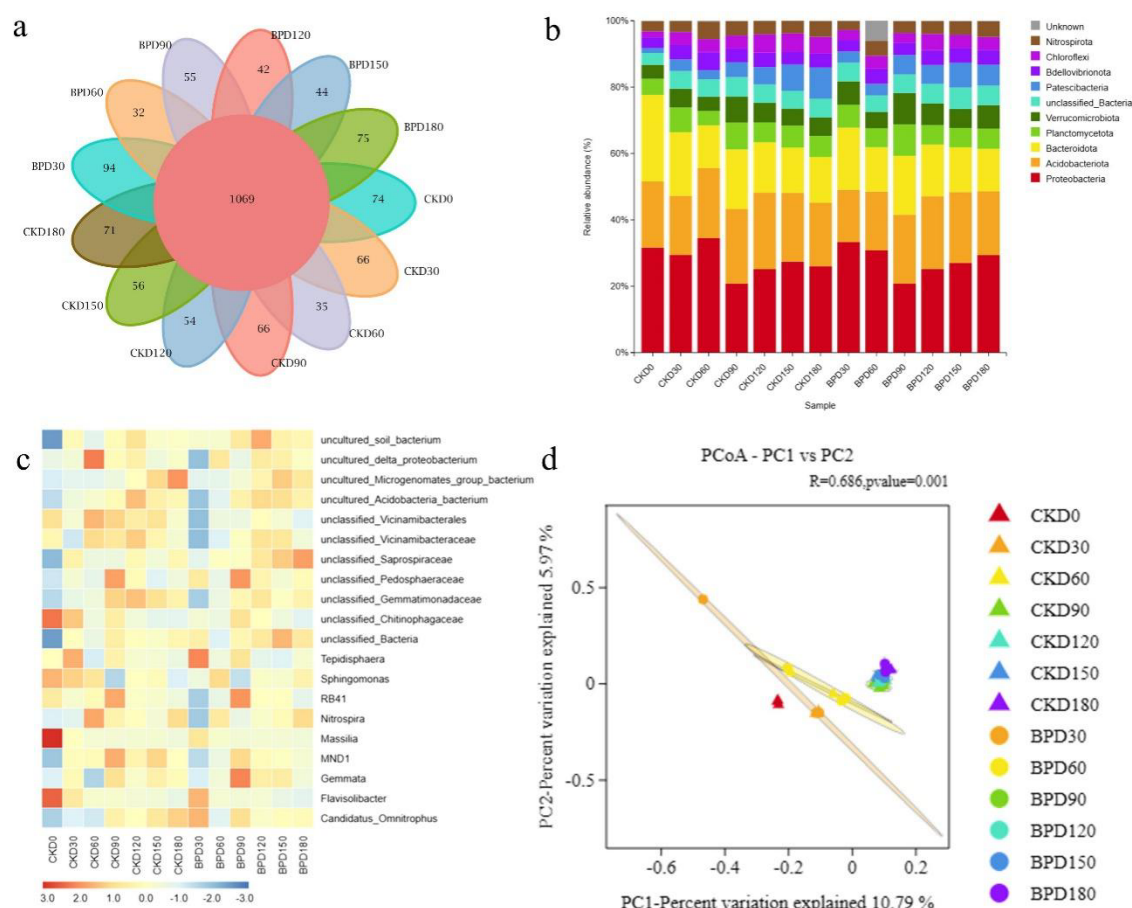 a
BPD120
BPD90
BPD150
BPD60
BPD180
BPD30
CKD0
CKD180
CKD30
CKD150
CKD60
CKD120
CKD90
42
55
44
32
75
94
1069
74
71
66
56
35
54
66
b
100%
80%
60%
40%
20%
0%
Relative abundance (%)
CKD0
CKD30
CKD60
CKD90
CKD120
CKD150
CKD180
BPD30
BPD60
BPD90
BPD120
BPD150
BPD180
Sample
Unknown
Nitrospirota
Chloroflexi
Bdellovibrionota
Patescibacteria
unclassified_Bacteria
Verrucomicrobiota
Planctomycetota
Bacteroidota
Acidobacteriota
Proteobacteria
c
uncultured_soil_bacterium
uncultured_delta_proteobacterium
uncultured_Microgenomates_group_bacterium
uncultured_Acidobacteria_bacterium
unclassified_Vicinamibacterales
unclassified_Vicinamibacteraceae
unclassified_Saprospiraceae
unclassified_Pedosphaeraceae
unclassified_Gemmatimonadaceae
unclassified_Chitinophagaceae
unclassified_Bacteria
Tepidisphaera
Sphingomonas
RB41
Nitrospira
Massilia
MND1
Gemmata
Flavisolibacter
Candidatus_Omnitrophus
CKD0
CKD30
CKD60
CKD90
CKD120
CKD150
CKD180
BPD30
BPD60
BPD90
BPD120
BPD150
BPD180
3.0 2.0 1.0 0.0 -1.0 -2.0 -3.0
d
PCoA - PC1 vs PC2
R=0.686,pvalue=0.001
PC2-Percent variation explained 5.97 %
0.5
0
-0.5
-0.6 -0.4 -0.2 0 0.2
PC1-Percent variation explained 10.79 %
CKD0
CKD30
CKD60
CKD90
CKD120
CKD150
CKD180
BPD30
BPD60
BPD90
BPD120
BPD150
BPD180